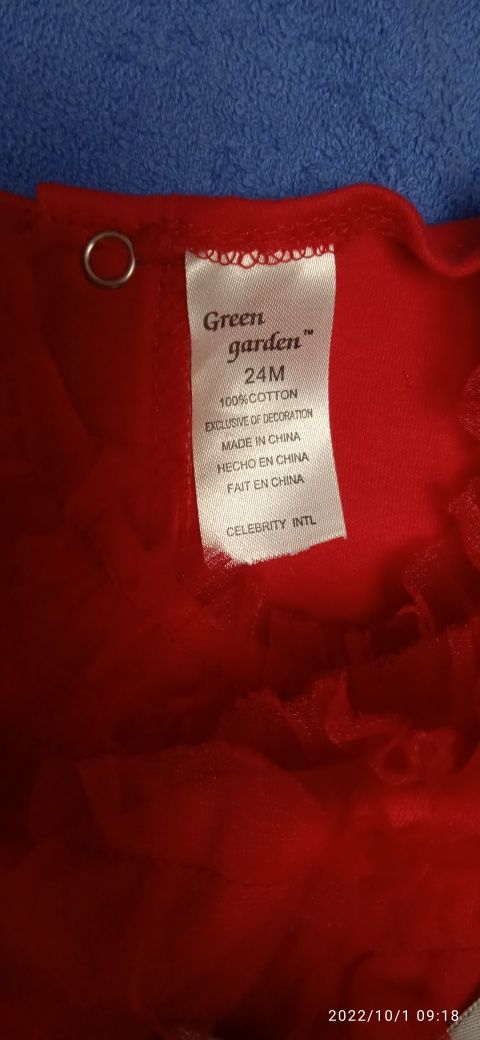 Green
garden™
24M
100%COTTON
EXCLUSIVE OF DECORATION
MADE IN CHINA
HECHO EN CHINA
FAIT EN CHINA
CELEBRITY INTL
2022/10/1 09:18